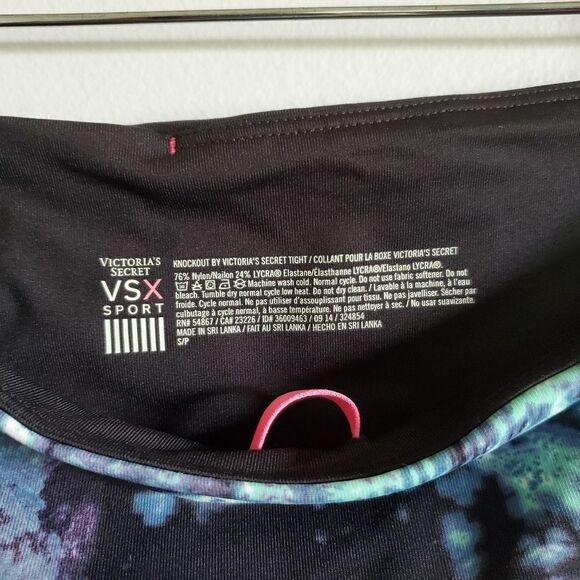 VICTORIA'S
SECRET
VSX
SPORT
KNOCKOUT BY VICTORIA'S SECRET TIGHT / COLLANT POUR LA BOXE VICTORIA'S SECRET
76% Nylon/Nailon 24% LYCRA® Elastane/Élasthanne LYCRA®/Elastano LYCRA®.
Machine wash cold. Normal cycle. Do not use fabric softener. Do not
bleach. Tumble dry normal cycle low heat. Do not dry clean. / Lavable à la machine, à l'eau
froide. Cycle normal. Ne pas utiliser d'assouplissant pour tissu. Ne pas javelliser. Sécher par
culbutage à cycle normal, à basse température. Ne pas nettoyer à sec. / No usar suavizante.
RN# 54867 / CA# 23226 / ID# 36009463 / 09 14 / 324854
MADE IN SRI LANKA / FAIT AU SRI LANKA / HECHO EN SRI LANKA
S/P